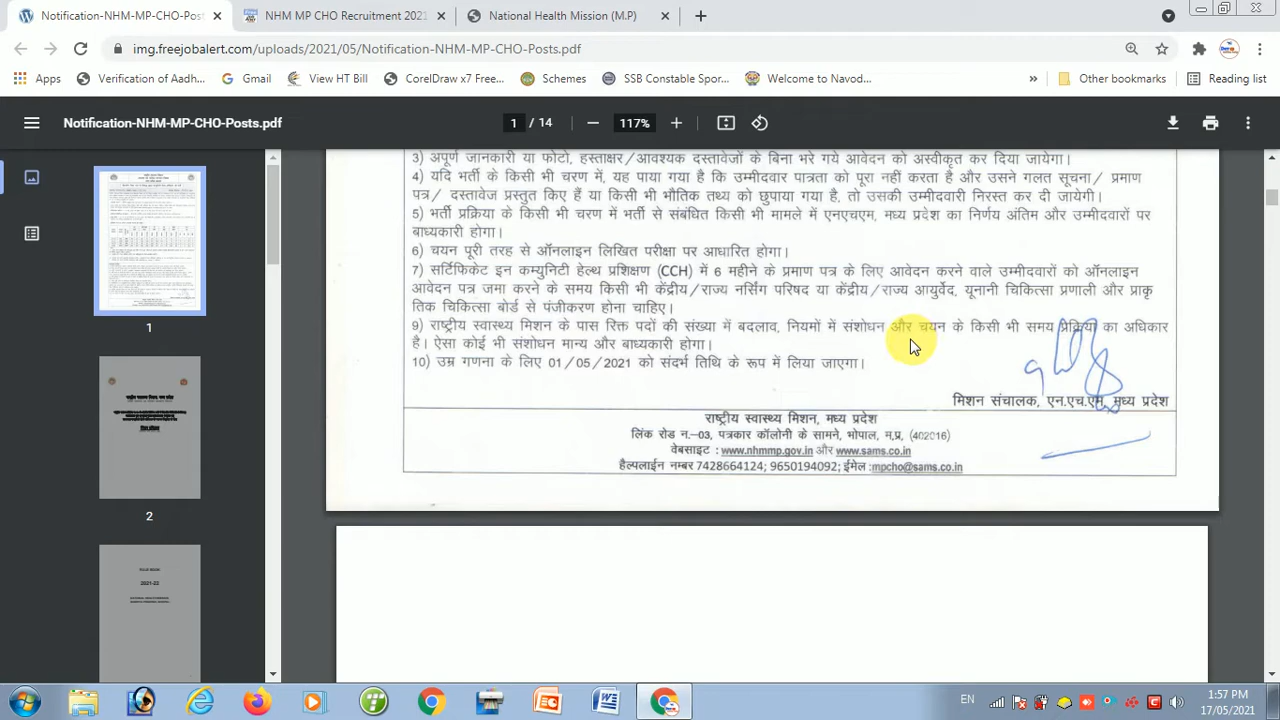 Notification-NHM-MP-CHO-Post
NHM MP CHO Recruitment 2021
National Health Mission (M.P)
img.freejobalert.com/uploads/2021/05/Notification-NHM-MP-CHO-Posts.pdf
Apps
Verification of Aadh...
Gmail
View HT Bill
CorelDraw x7 Free...
Schemes
SSB Constable Spor...
Welcome to Navod...
»
Other bookmarks
Reading list
Notification-NHM-MP-CHO-Posts.pdf
1 / 14
117%
3) अपूर्ण जानकारी या फोटो, हस्ताक्षर/आवश्यक दस्तावेजों के बिना भरे गये आवेदन को अस्वीकृत कर दिया जायेगा।
4) यदि भर्ती के किसी भी चरण में, यह पाया गया है कि उम्मीदवार पात्रता को पूरा नहीं करता है और उसने गलत सूचना/ प्रमाण
पत्र/ दस्तावेज प्रस्तुत किये हैं या किसी भी भौतिक तथ्य को छुपाया गया है, तो उसकी उम्मीदवारी निरस्त कर दी जायेगी।
5) भर्ती प्रक्रिया के किसी भी चरण में भर्ती से संबंधित किसी भी मामले में एनएचएम, मध्य प्रदेश का निर्णय अंतिम और उम्मीदवारों पर
बाध्यकारी होगा।
6) चयन पूरी तरह से ऑनलाइन लिखित परीक्षा पर आधारित होगा।
7) सर्टिफिकेट इन कम्युनिटी हेल्थ प्रशिक्षण (CCH) में 6 महीने के प्रमाण पत्र के लिए आवेदन करने वाले उम्मीदवारों को ऑनलाइन
आवेदन पत्र जमा करने के समय किसी भी केंद्रीय/राज्य नर्सिंग परिषद या केंद्रीय/राज्य आयुर्वेद, यूनानी चिकित्सा प्रणाली और प्राकृ
तिक चिकित्सा बोर्ड से पंजीकरण होना चाहिए।
9) राष्ट्रीय स्वास्थ्य मिशन के पास रिक्त पदों की संख्या में बदलाव, नियमों में संशोधन और चयन के किसी भी समय प्रक्रिया का अधिकार
है। ऐसा कोई भी संशोधन मान्य और बाध्यकारी होगा।
10) उम्र गणना के लिए 01/05/2021 को संदर्भ तिथि के रूप में लिया जाएगा।
मिशन संचालक, एन.एच.एम. मध्य प्रदेश
राष्ट्रीय स्वास्थ्य मिशन, मध्य प्रदेश
लिंक रोड न.-03, पत्रकार कॉलोनी के सामने, भोपाल, म.प्र, (402016)
वेबसाइट : www.nhmmp.gov.in और www.sams.co.in
हैल्पलाईन नम्बर 7428664124; 9650194092; ईमेल :mpcho@sams.co.in
1
2
RULE BOOK
2021-22
EN
1:57 PM
17/05/2021